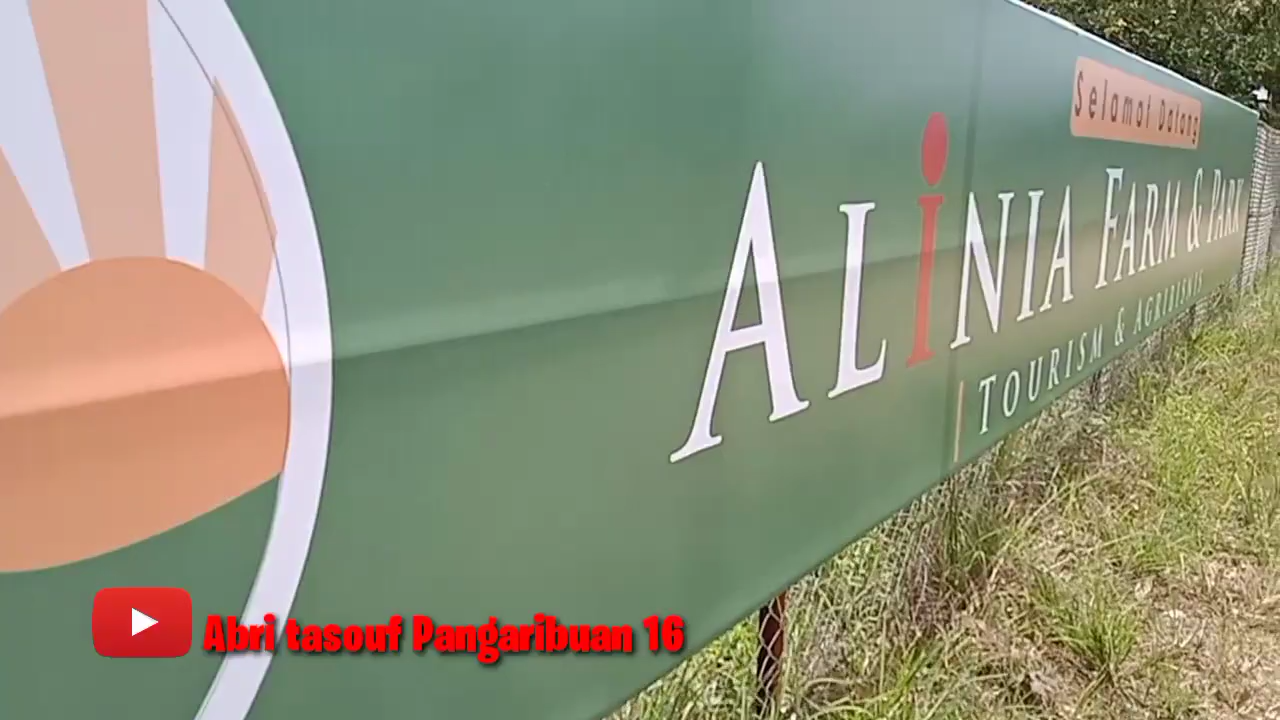 Selamat Datang
ALiNIA FARM & PARK
TOURISM & AGRIBISNIS
Abri tasouf Pangaribuan 16